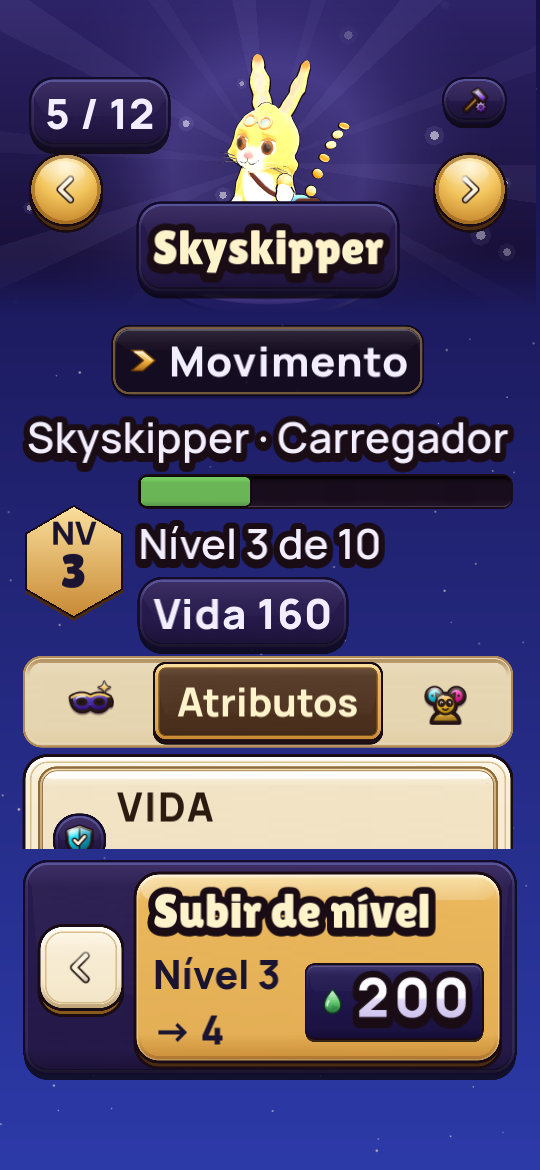 5 / 12
Skyskipper
Movimento
Skyskipper · Carregador
NV
3
Nível 3 de 10
Vida 160
Atributos
VIDA
Subir de nível
Nível 3
→ 4
200